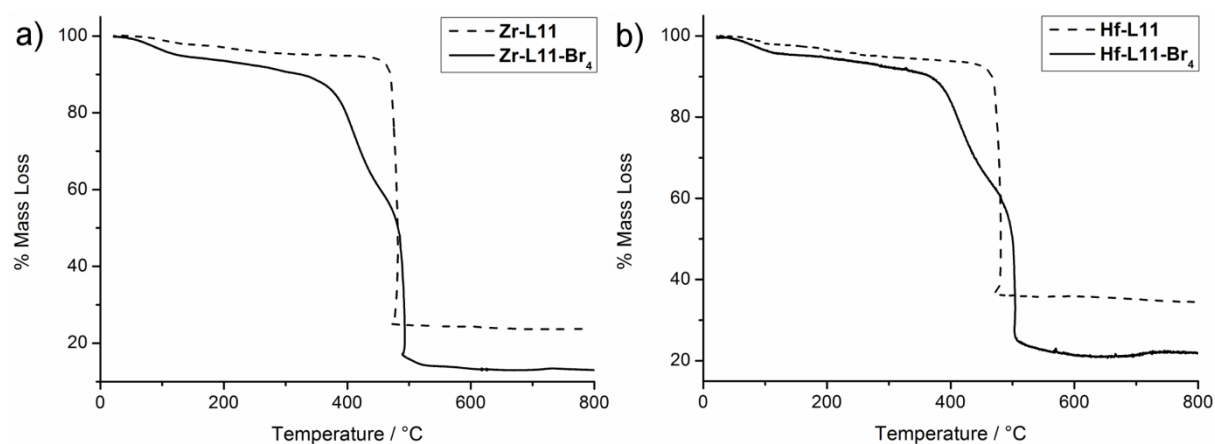 a)
% Mass Loss
100
80
60
40
20
Zr-L11
Zr-L11-Br₄
0
200
400
600
800
Temperature / °C
b)
% Mass Loss
100
80
60
40
20
Hf-L11
Hf-L11-Br₄
0
200
400
600
800
Temperature / °C